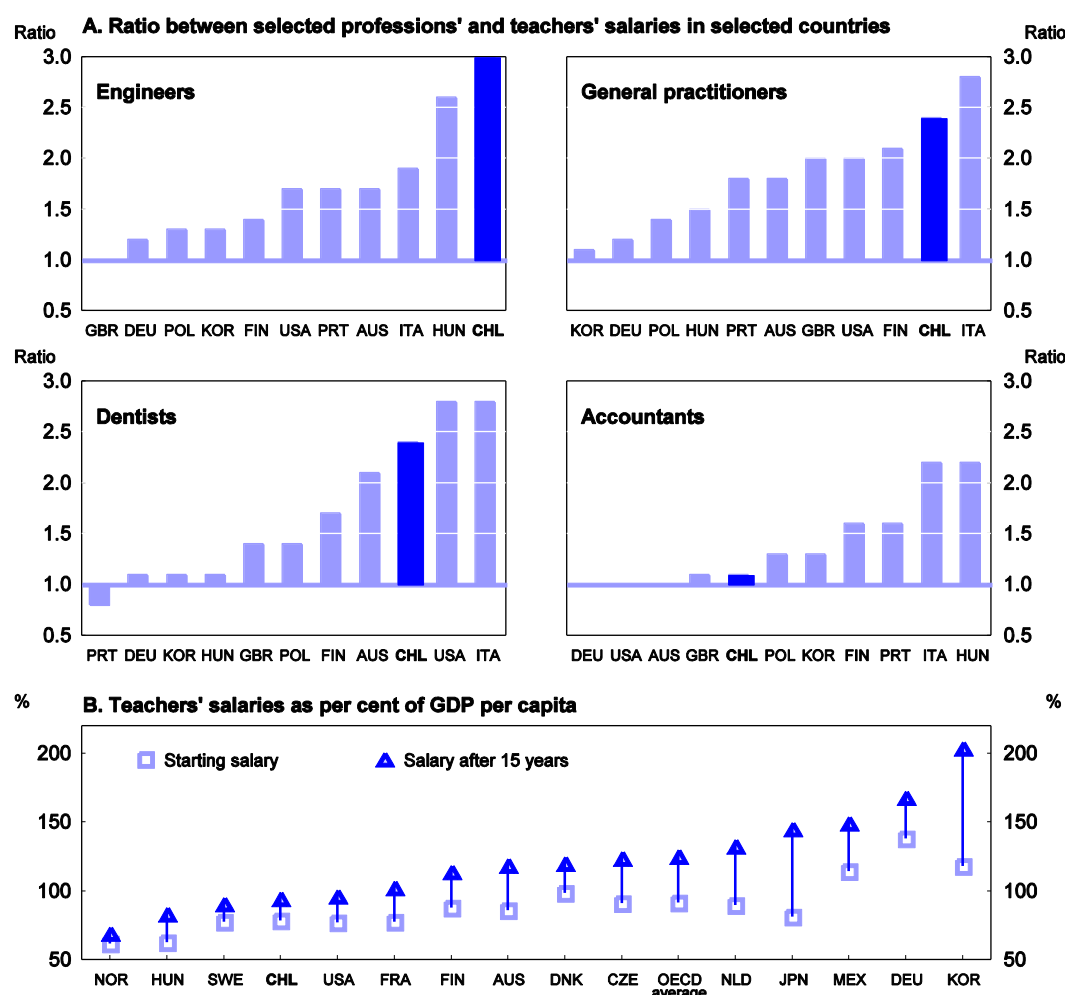 A. Ratio between selected professions' and teachers' salaries in selected countries
Ratio Ratio
3.0 3.0
Engineers General practitioners
2.5 2.5
2.0 2.0
1.5 1.5
1.0 1.0
0.5 0.5
GBR DEU POL KOR FIN USA PRT AUS ITA HUN CHL KOR DEU POL HUN PRT AUS GBR USA FIN CHL ITA
Ratio Ratio
3.0 3.0
Dentists Accountants
2.5 2.5
2.0 2.0
1.5 1.5
1.0 1.0
0.5 0.5
PRT DEU KOR HUN GBR POL FIN AUS CHL USA ITA DEU USA AUS GBR CHL POL KOR FIN PRT ITA HUN
% B. Teachers' salaries as per cent of GDP per capita %
200 200
Starting salary Salary after 15 years
150 150
100 100
50 50
NOR HUN SWE CHL USA FRA FIN AUS DNK CZE OECD NLD JPN MEX DEU KOR
average